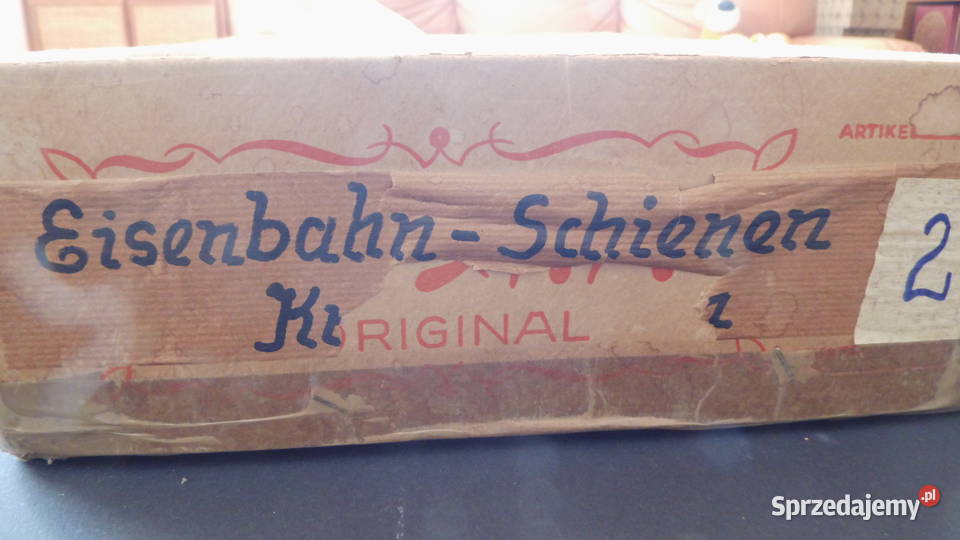 ARTIKEL
Eisenbahn - Schienen
2
ORIGINAL
Sprzedajemy.pl